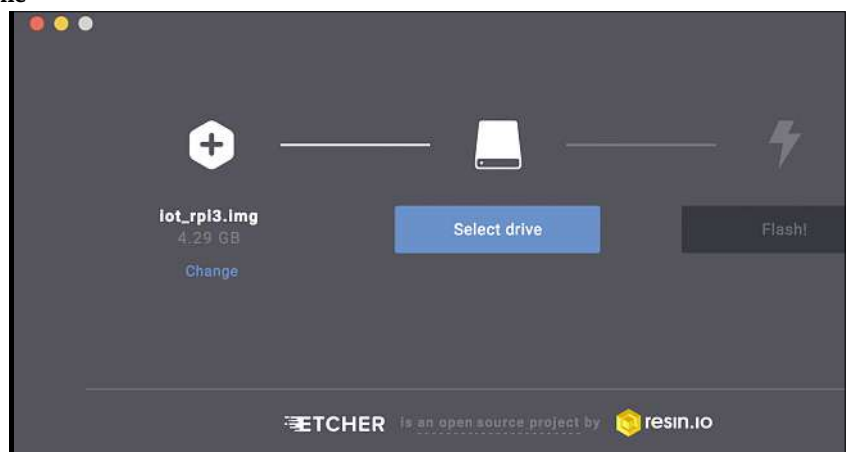 iot_rpi3.img
4.29 GB
Change
Select drive
Flash!
ETCHER is an open source project by resin.io